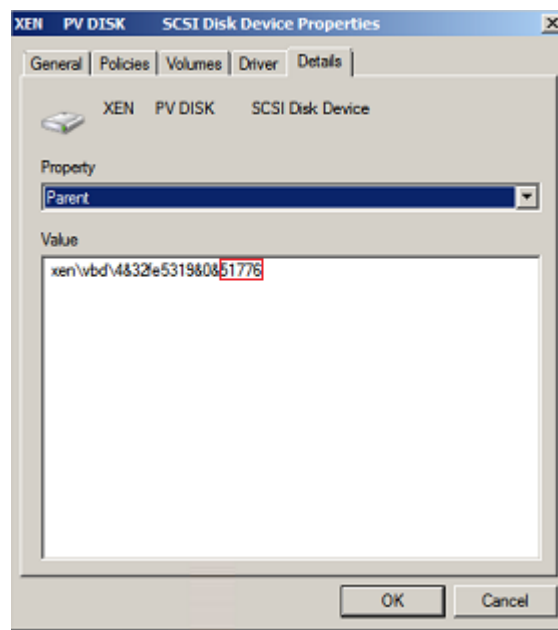 XEN PV DISK SCSI Disk Device Properties
General Policies Volumes Driver Details
XEN PV DISK SCSI Disk Device
Property
Parent
Value
xen\vbd\4&32fe5319&0&51776
OK Cancel